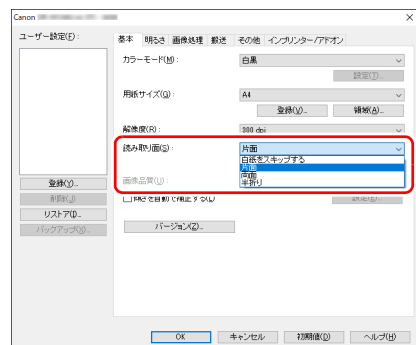 Canon
ユーザー設定(F):
基本 明るさ 画像処理 搬送 その他 インプリンター/アドオン
カラーモード(M): 白黒
設定(T)...
用紙サイズ(G): A4
登録(V)... 領域(A)...
解像度(R): 300 dpi
読み取り面(S): 片面
白紙をスキップする
片面
両面
半折り
画像品質(U):
登録(Y)...
削除(J)
リストア(I)...
バックアップ(X)...
バージョン(Z)...
OK キャンセル 初期値(D) ヘルプ(H)